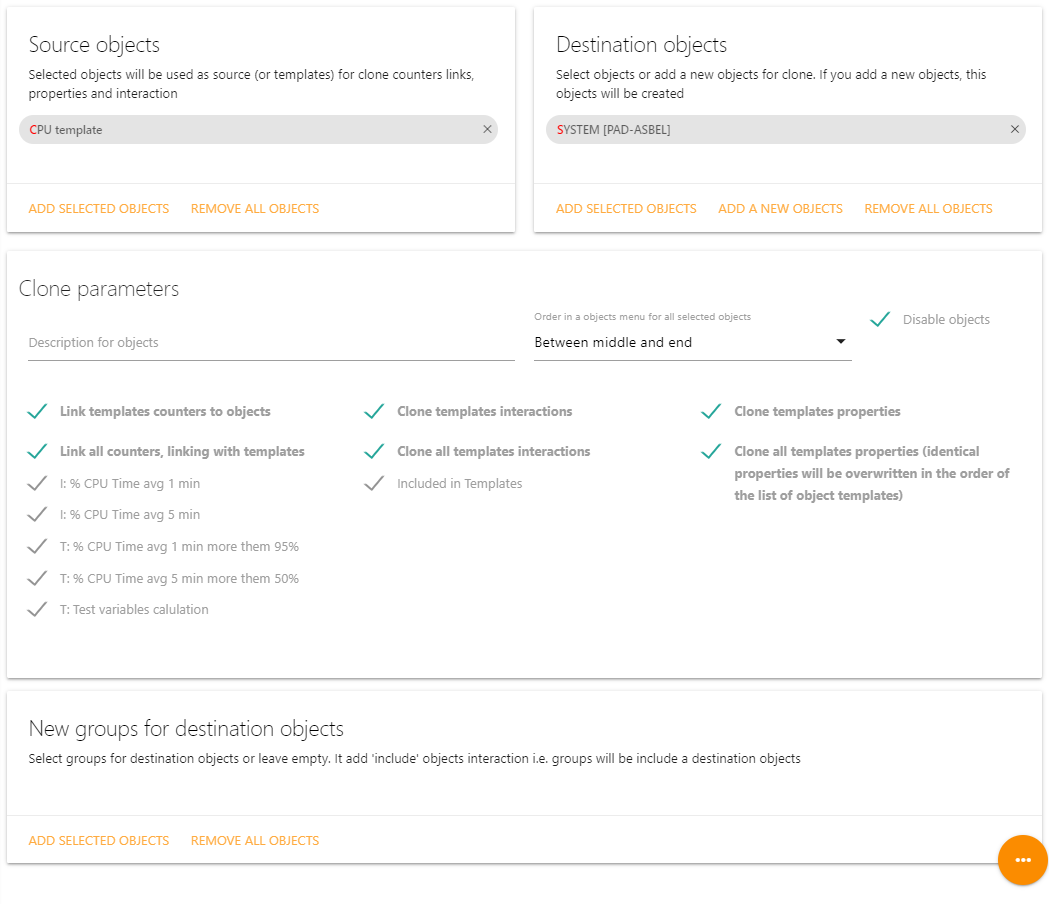 Source objects
Selected objects will be used as source (or templates) for clone counters links,
properties and interaction
CPU template
ADD SELECTED OBJECTS REMOVE ALL OBJECTS
Destination objects
Select objects or add a new objects for clone. If you add a new objects, this
objects will be created
SYSTEM [PAD-ASBEL]
ADD SELECTED OBJECTS ADD A NEW OBJECTS REMOVE ALL OBJECTS
Clone parameters
Description for objects
Order in a objects menu for all selected objects
Between middle and end
Disable objects
Link templates counters to objects
Link all counters, linking with templates
I: % CPU Time avg 1 min
I: % CPU Time avg 5 min
T: % CPU Time avg 1 min more them 95%
T: % CPU Time avg 5 min more them 50%
T: Test variables calulation
Clone templates interactions
Clone all templates interactions
Included in Templates
Clone templates properties
Clone all templates properties (identical
properties will be overwritten in the order of
the list of object templates)
New groups for destination objects
Select groups for destination objects or leave empty. It add 'include' objects interaction i.e. groups will be include a destination objects
ADD SELECTED OBJECTS REMOVE ALL OBJECTS